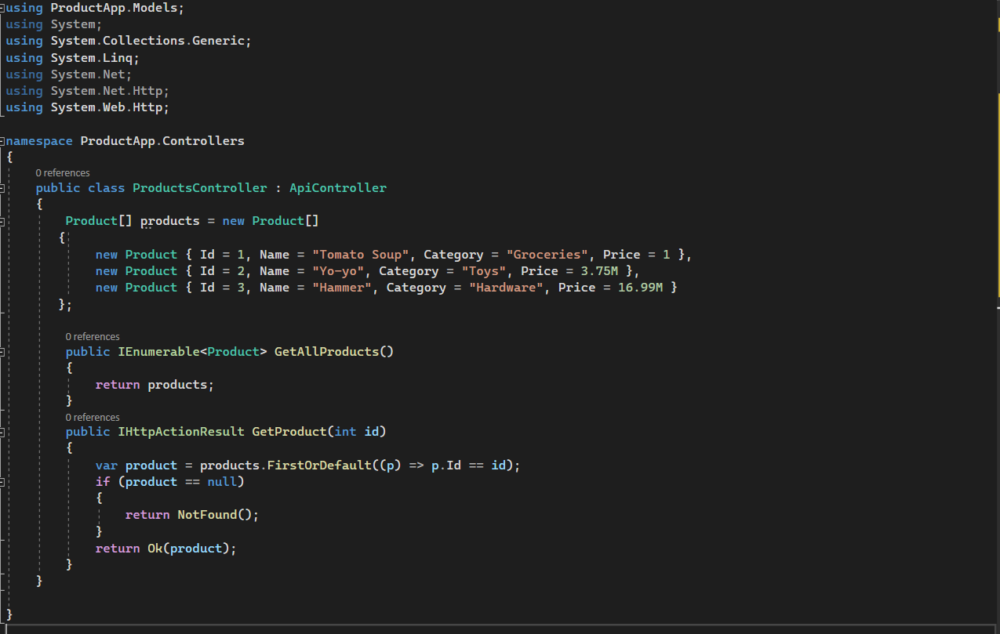 using ProductApp.Models;
using System;
using System.Collections.Generic;
using System.Linq;
using System.Net;
using System.Net.Http;
using System.Web.Http;
namespace ProductApp.Controllers
{
0 references
public class ProductsController : ApiController
{
Product[] products = new Product[]
{
new Product { Id = 1, Name = "Tomato Soup", Category = "Groceries", Price = 1 },
new Product { Id = 2, Name = "Yo-yo", Category = "Toys", Price = 3.75M },
new Product { Id = 3, Name = "Hammer", Category = "Hardware", Price = 16.99M }
};
0 references
public IEnumerable<Product> GetAllProducts()
{
return products;
}
0 references
public IHttpActionResult GetProduct(int id)
{
var product = products.FirstOrDefault((p) => p.Id == id);
if (product == null)
{
return NotFound();
}
return Ok(product);
}
}
}